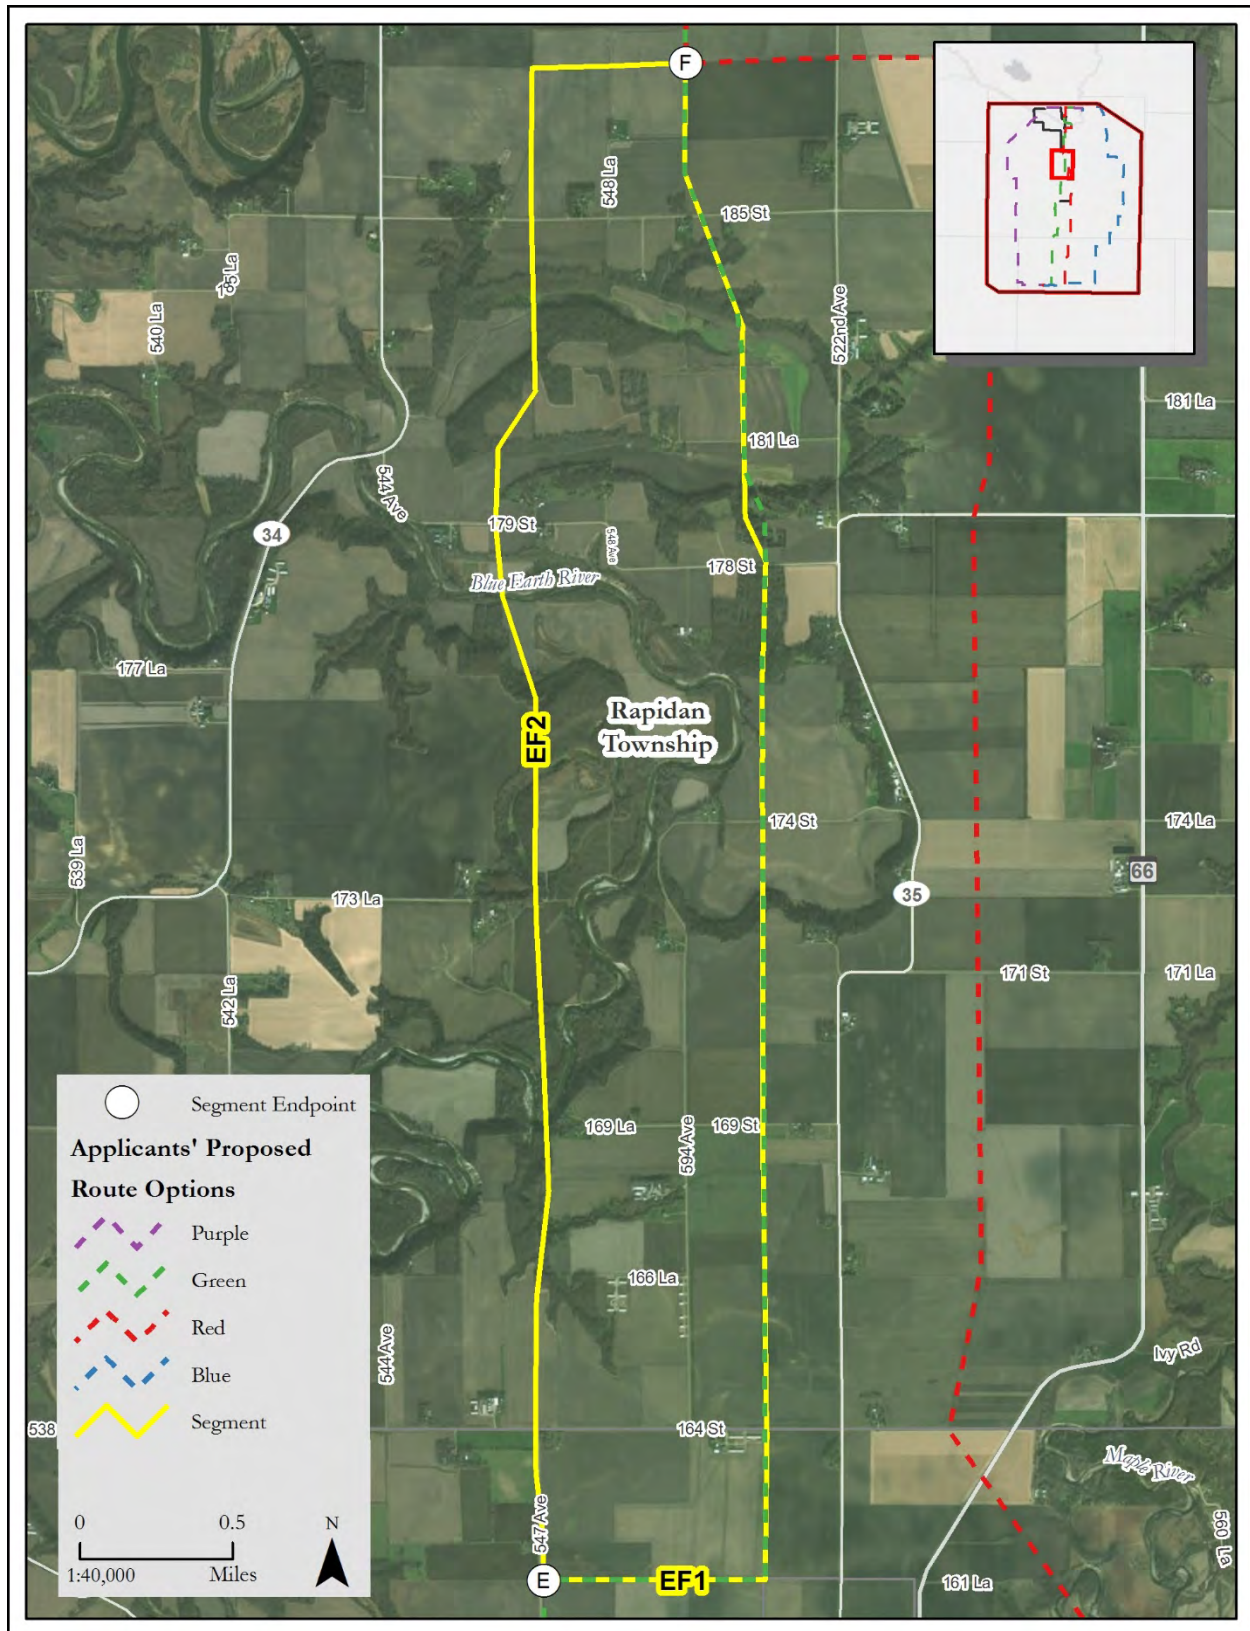 F
548 La
185 St
185 La
540 La
522nd Ave
181 La
181 La
544 Ave
34
179 St
548 Ave
178 St
Blue Earth River
177 La
EF2
Rapidan
Township
174 St
174 La
539 La
66
35
173 La
171 St
171 La
542 La
169 La
169 St
594 Ave
166 La
544 Ave
Ivy Rd
538
164 St
Maple River
547 Ave
560 La
E
EF1
161 La
Segment Endpoint
Applicants' Proposed
Route Options
Purple
Green
Red
Blue
Segment
0 0.5 N
1:40,000 Miles